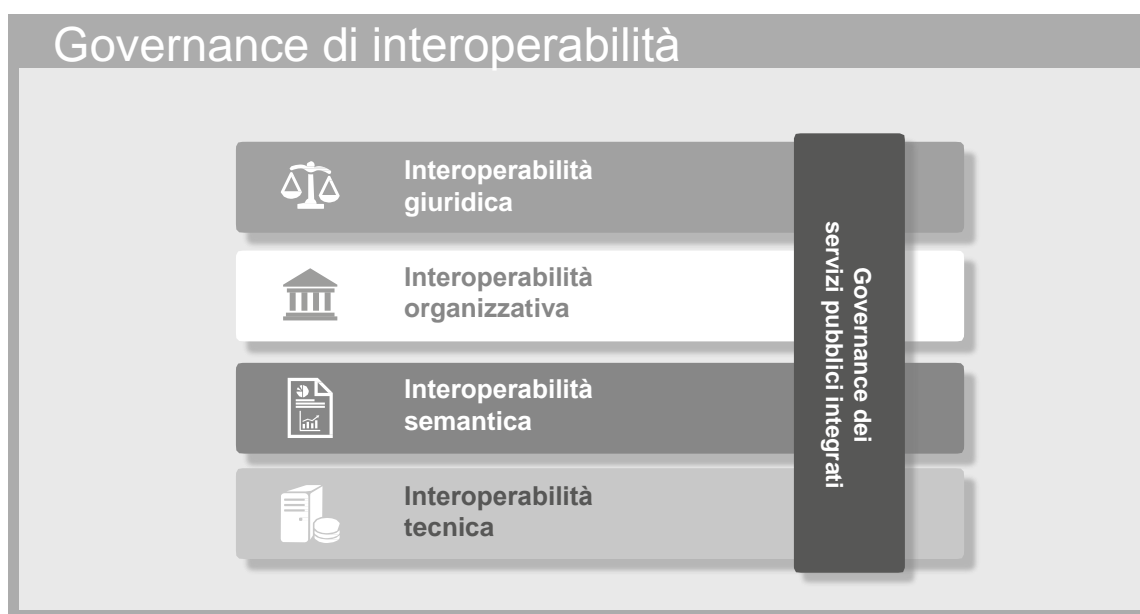 Governance di interoperabilità
Interoperabilità
giuridica
Interoperabilità
organizzativa
Interoperabilità
semantica
Interoperabilità
tecnica
Governance dei
servizi pubblici integrati